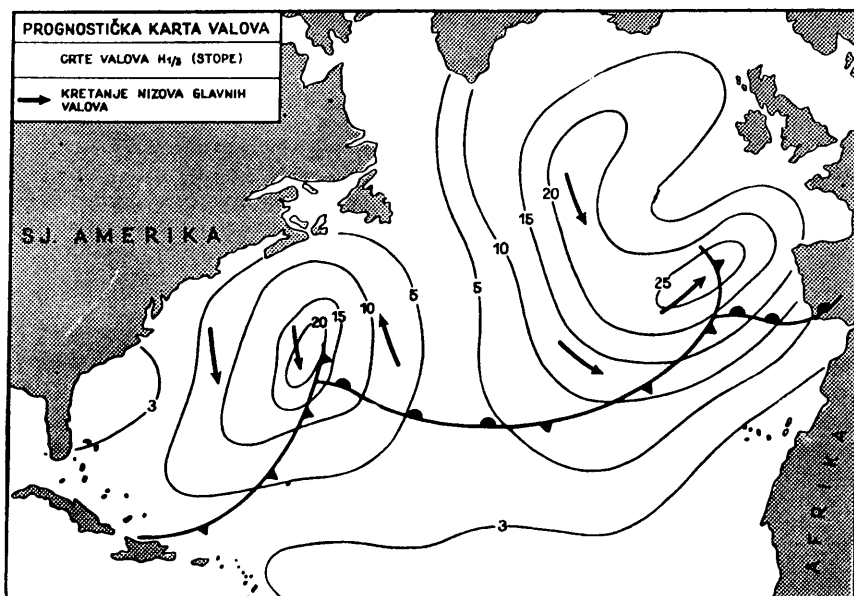 PROGNOSTIČKA KARTA VALOVA
CRTE VALOVA H1/3 (STOPE)
KRETANJE NIZOVA GLAVNIH
VALOVA
SJ. AMERIKA
AFRIKA
20
15
10
5
25
20
15
10
5
3
3